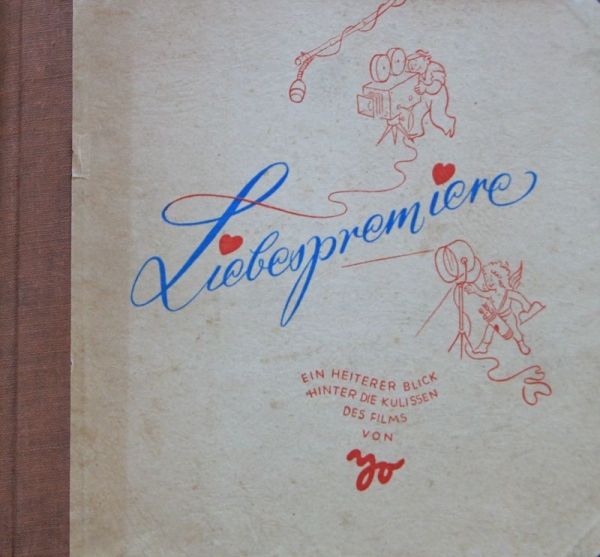 Liebespremiere
EIN HEITERER BLICK
HINTER DIE KULISSEN
DES FILMS
VON
Yo